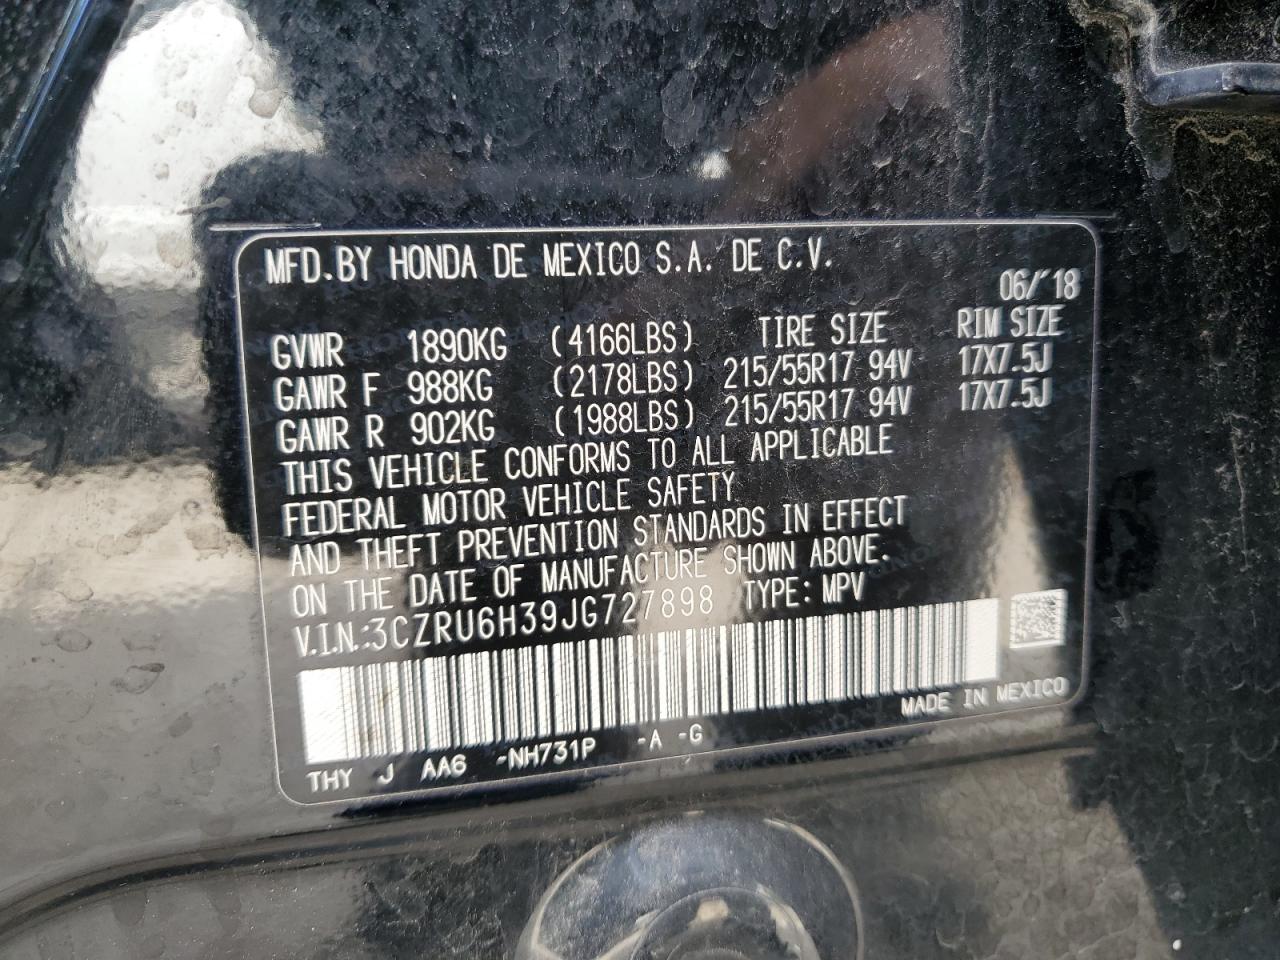 MFD.BY HONDA DE MEXICO S.A. DE C.V.
06/'18
GVWR 1890KG (4166LBS) TIRE SIZE RIM SIZE
GAWR F 988KG (2178LBS) 215/55R17 94V 17X7.5J
GAWR R 902KG (1988LBS) 215/55R17 94V 17X7.5J
THIS VEHICLE CONFORMS TO ALL APPLICABLE
FEDERAL MOTOR VEHICLE SAFETY
AND THEFT PREVENTION STANDARDS IN EFFECT
ON THE DATE OF MANUFACTURE SHOWN ABOVE.
V.I.N.:3CZRU6H39JG727898 TYPE: MPV
MADE IN MEXICO
THY J AA6 -NH731P -A -G